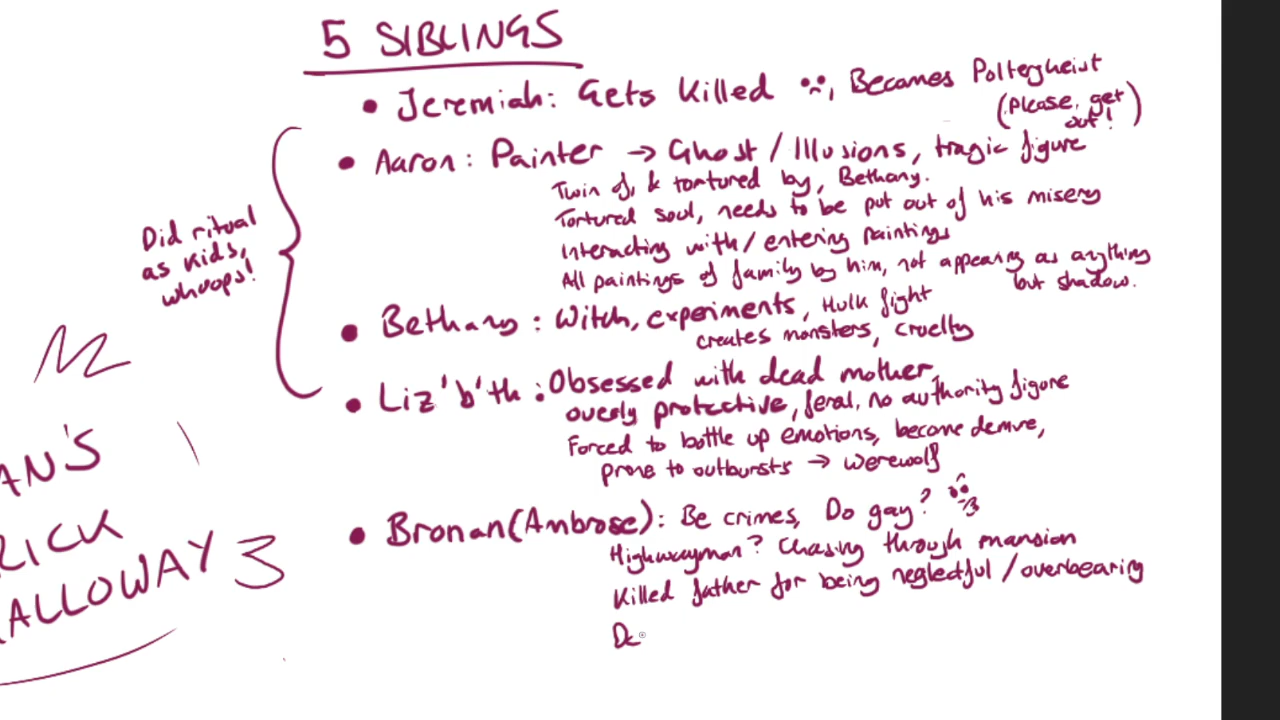 5 SIBLINGS
• Jeremiah: Gets Killed :(, Becomes Poltergheist
(Please, get out!)
• Aaron: Painter → Ghost / Illusions, tragic figure
Twin of, & tortured by, Bethany.
Tortured soul, needs to be put out of his misery
Interacting with/entering paintings
All paintings of family by him, not appearing as anything
but shadow.
Did ritual
as kids,
whoops!
• Bethany: Witch, experiments, Hulk fight
creates monsters, cruelty
• Liz'b'th: Obsessed with dead mother,
overly protective, feral, no authority figure
Forced to bottle up emotions, become demure,
prone to outbursts → Werewolf
• Bronan (Ambrose): Be crimes, Do gay?
Highwayman? Chasing through mansion
Killed father for being neglectful / overbearing
De
AN'S
RICK
ALLOWAY 3